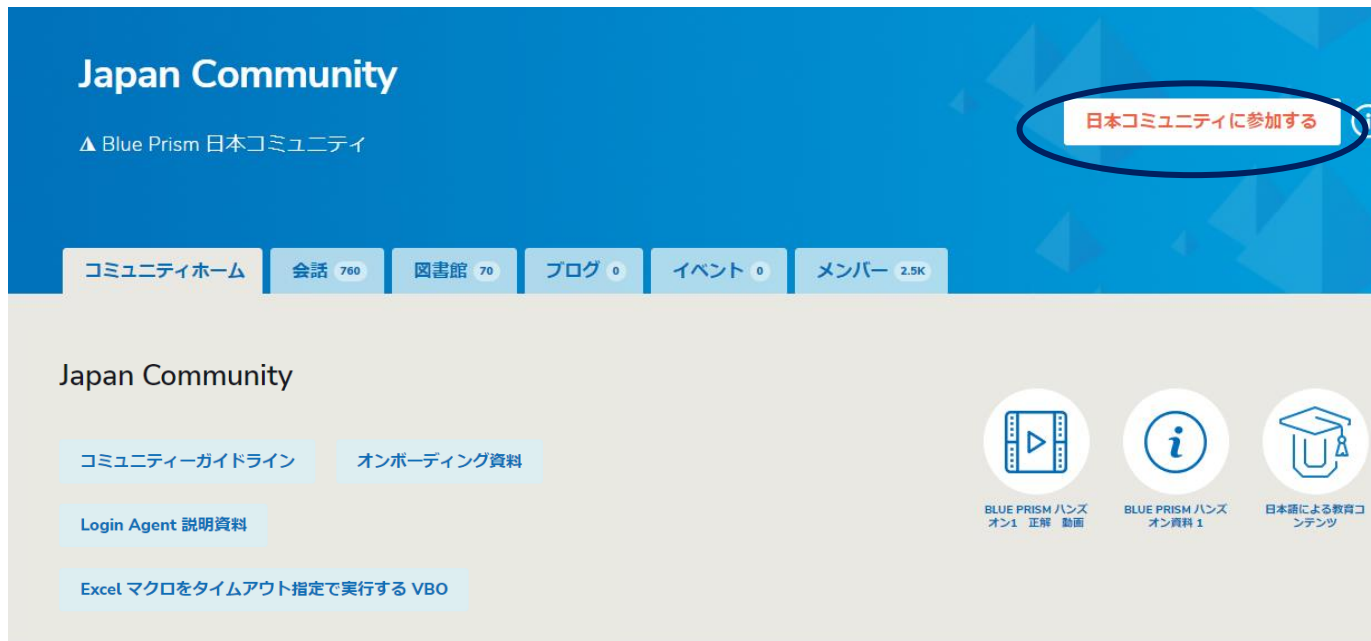 Japan Community
Blue Prism 日本コミュニティ
日本コミュニティに参加する
コミュニティホーム
会話 760
図書館 70
ブログ 0
イベント 0
メンバー 2.5K
Japan Community
コミュニティーガイドライン
オンボーディング資料
Login Agent 説明資料
Excel マクロをタイムアウト指定で実行する VBO
BLUE PRISM ハンズ
オン1 正解 動画
BLUE PRISM ハンズ
オン資料 1
日本語による教育コ
ンテンツ